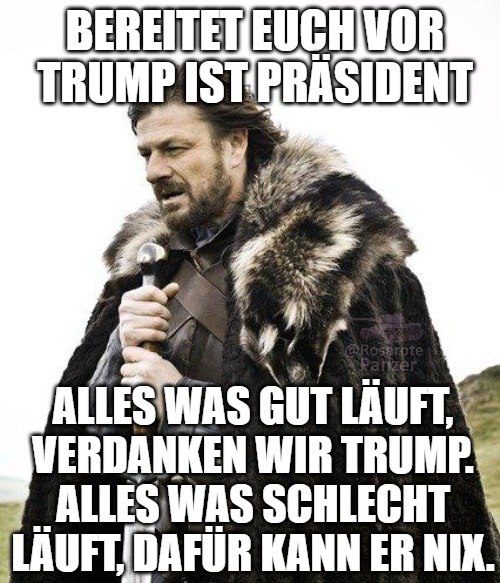 BEREITET EUCH VOR
TRUMP IST PRÄSIDENT
@Rosarote
Panzer
ALLES WAS GUT LÄUFT,
VERDANKEN WIR TRUMP.
ALLES WAS SCHLECHT
LÄUFT, DAFÜR KANN ER NIX.